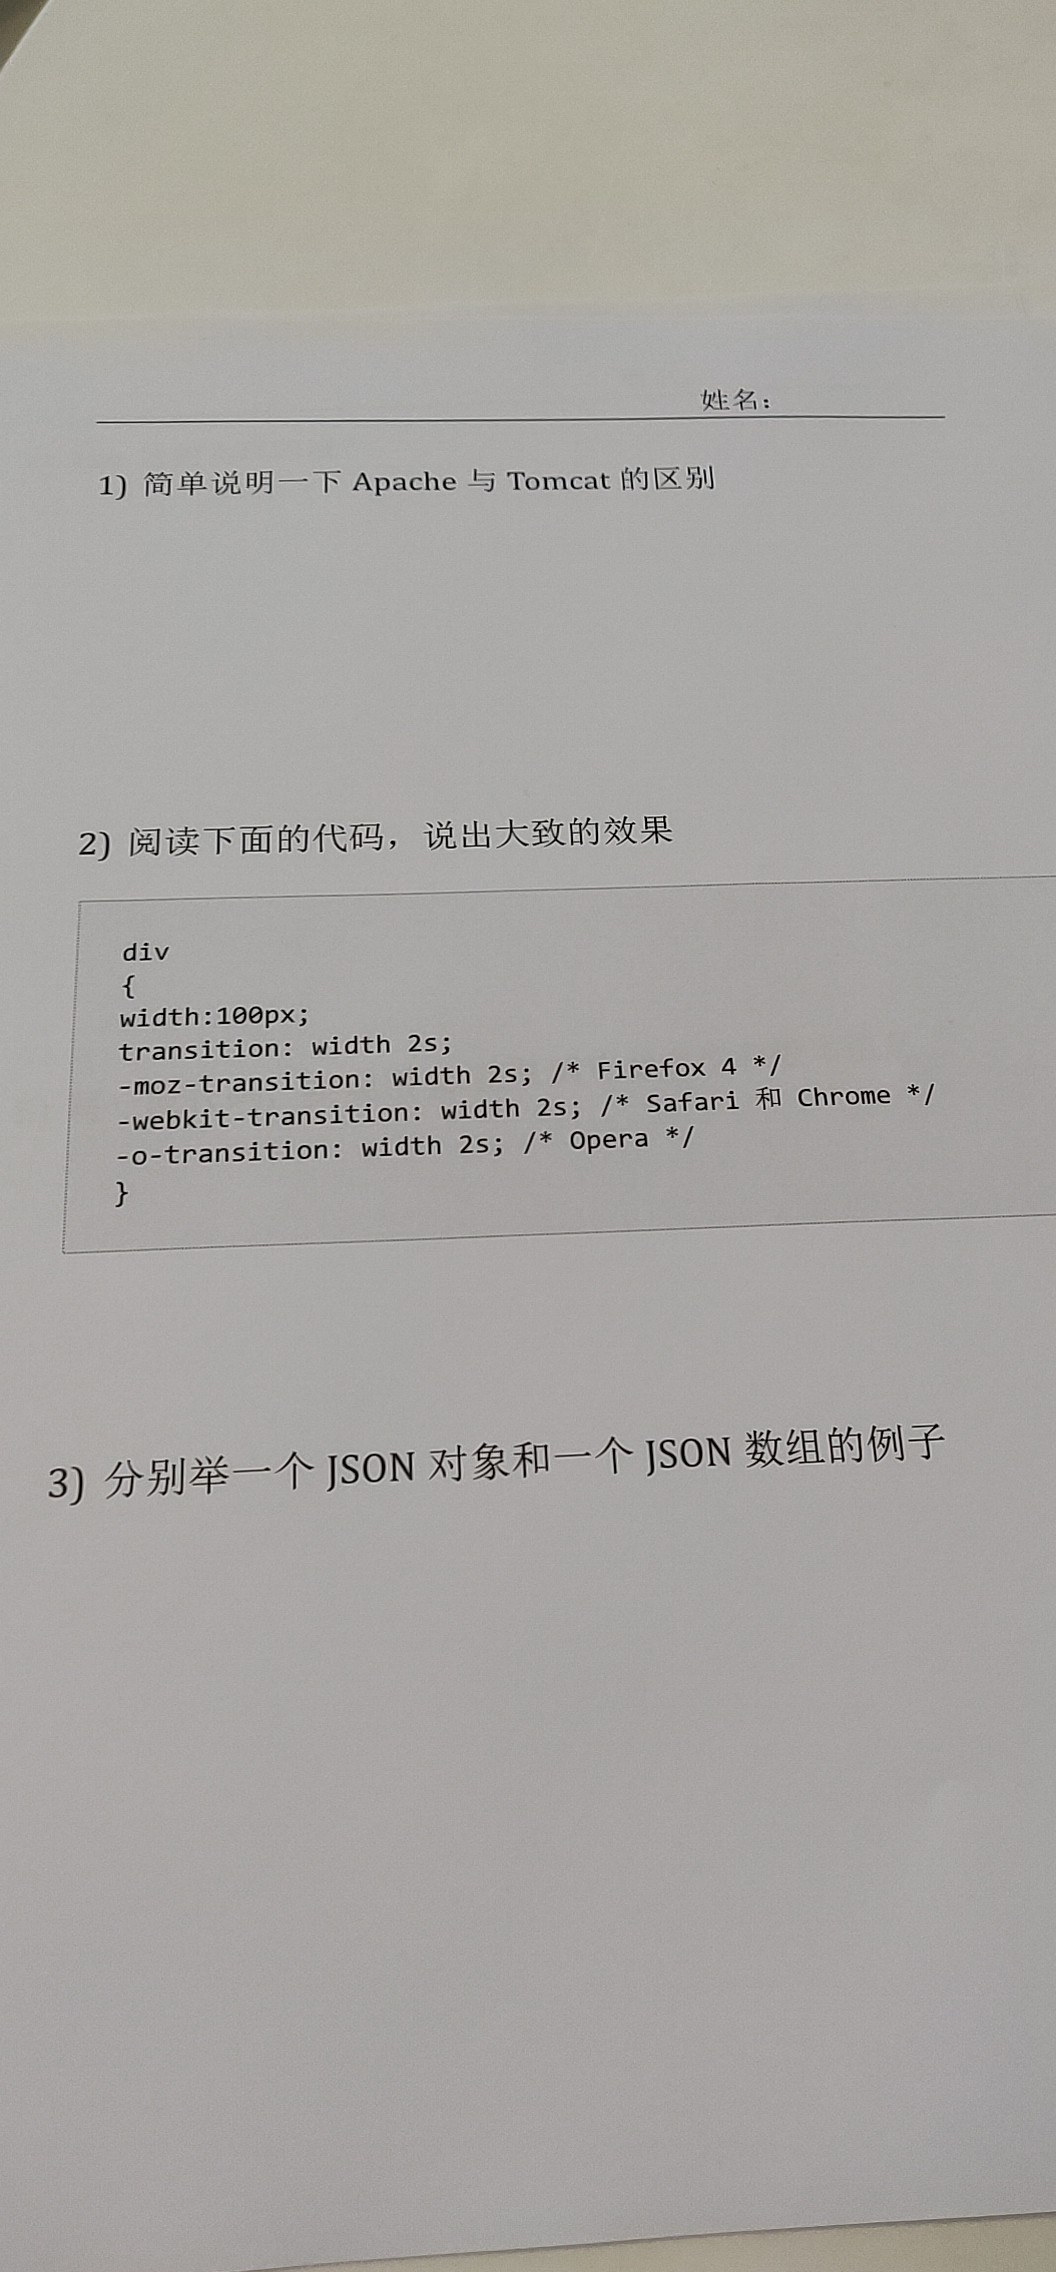 姓名：
1) 简单说明一下 Apache 与 Tomcat 的区别
2) 阅读下面的代码，说出大致的效果
div
{
width:100px;
transition: width 2s;
-moz-transition: width 2s; /* Firefox 4 */
-webkit-transition: width 2s; /* Safari 和 Chrome */
-o-transition: width 2s; /* Opera */
}
3) 分别举一个 JSON 对象和一个 JSON 数组的例子